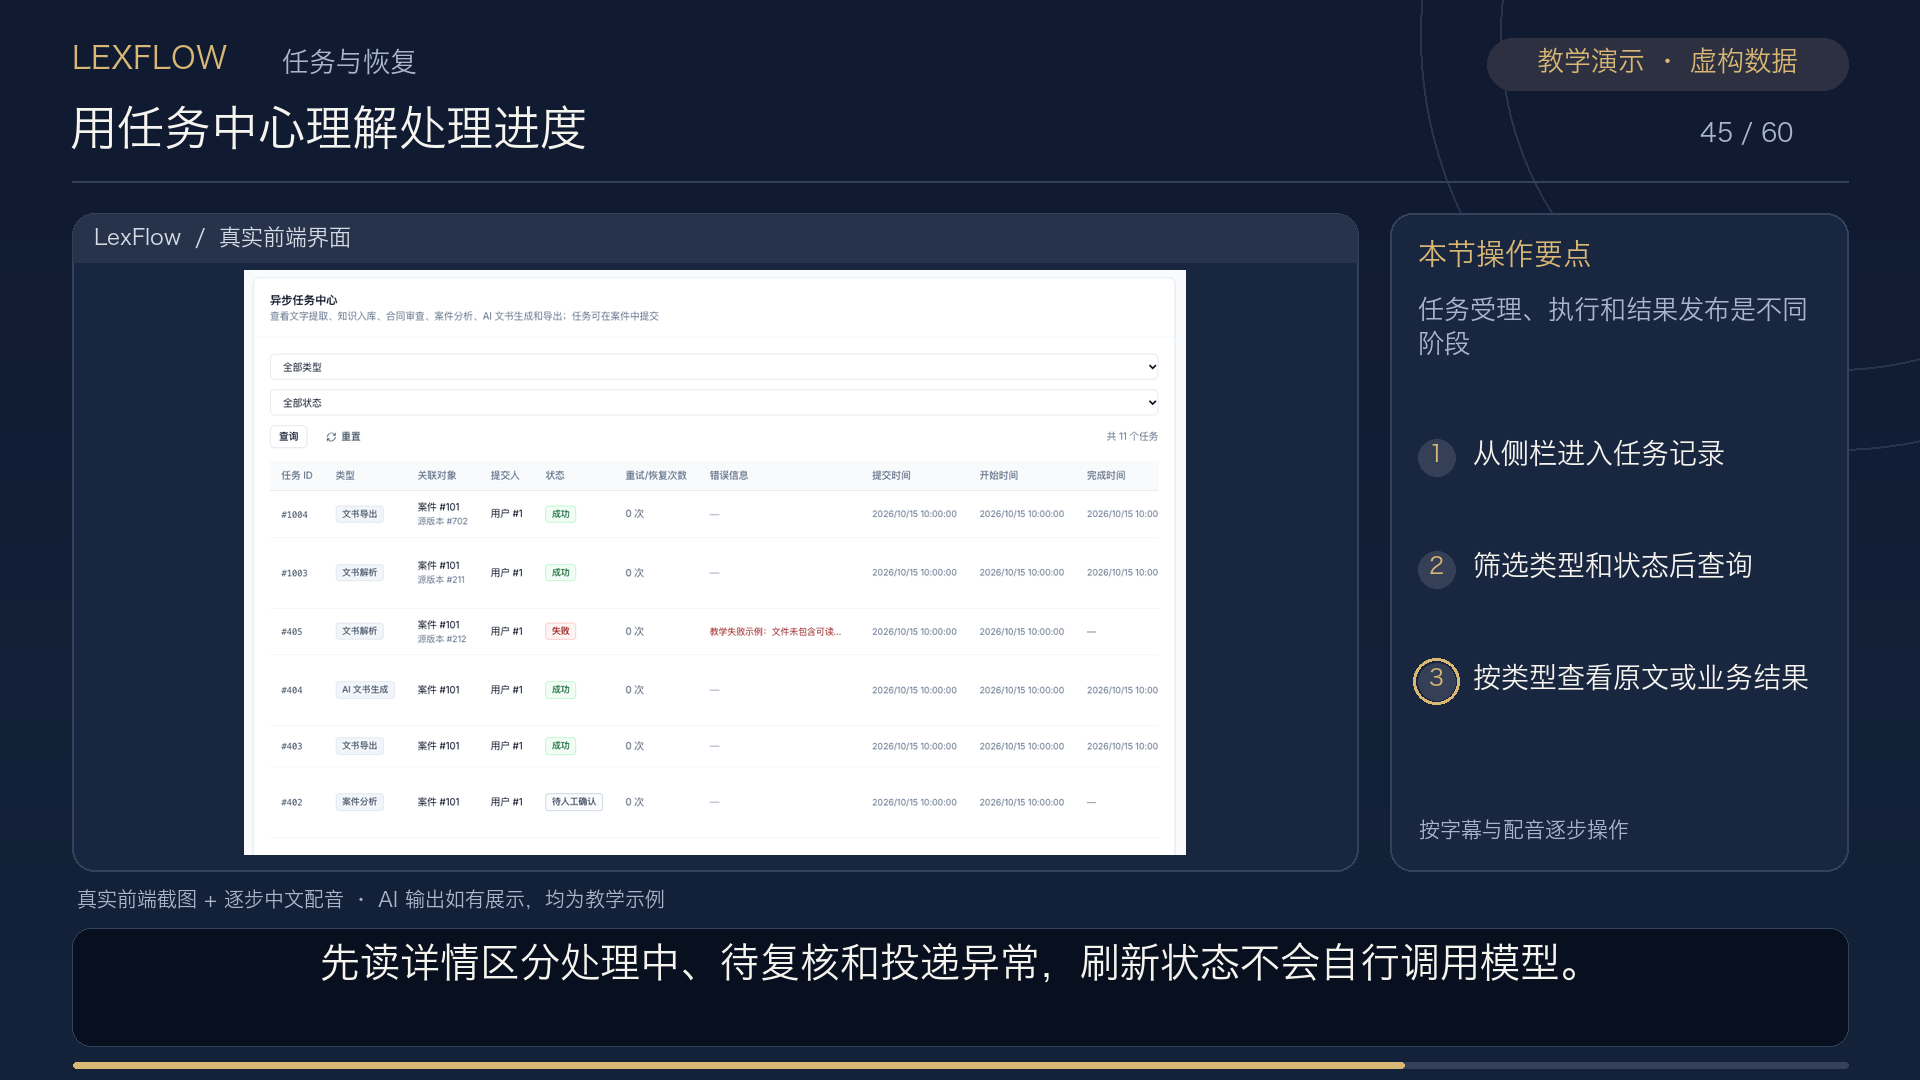 LEXFLOW 任务与恢复
教学演示 · 虚构数据
用任务中心理解处理进度
45 / 60
LexFlow / 真实前端界面
异步任务中心
查看文字提取、知识入库、合同审查、案件分析、AI 文书生成和导出；任务可在案件中提交
全部类型
全部状态
查询 重置 共 11 个任务
任务 ID 类型 关联对象 提交人 状态 重试/恢复次数 错误信息 提交时间 开始时间 完成时间
#1004 文书导出 案件 #101 用户 #1 成功 0 次 — 2026/10/15 10:00:00 2026/10/15 10:00:00 2026/10/15 10:00
源版本 #702
#1003 文书解析 案件 #101 用户 #1 成功 0 次 — 2026/10/15 10:00:00 2026/10/15 10:00:00 2026/10/15 10:00
源版本 #211
#405 文书解析 案件 #101 用户 #1 失败 0 次 教学失败示例：文件未包含可读... 2026/10/15 10:00:00 2026/10/15 10:00:00 —
源版本 #212
#404 AI 文书生成 案件 #101 用户 #1 成功 0 次 — 2026/10/15 10:00:00 2026/10/15 10:00:00 2026/10/15 10:00
#403 文书导出 案件 #101 用户 #1 成功 0 次 — 2026/10/15 10:00:00 2026/10/15 10:00:00 2026/10/15 10:00
#402 案件分析 案件 #101 用户 #1 待人工确认 0 次 — 2026/10/15 10:00:00 2026/10/15 10:00:00 —
本节操作要点
任务受理、执行和结果发布是不同
阶段
1 从侧栏进入任务记录
2 筛选类型和状态后查询
3 按类型查看原文或业务结果
按字幕与配音逐步操作
真实前端截图 + 逐步中文配音 · AI 输出如有展示，均为教学示例
先读详情区分处理中、待复核和投递异常，刷新状态不会自行调用模型。